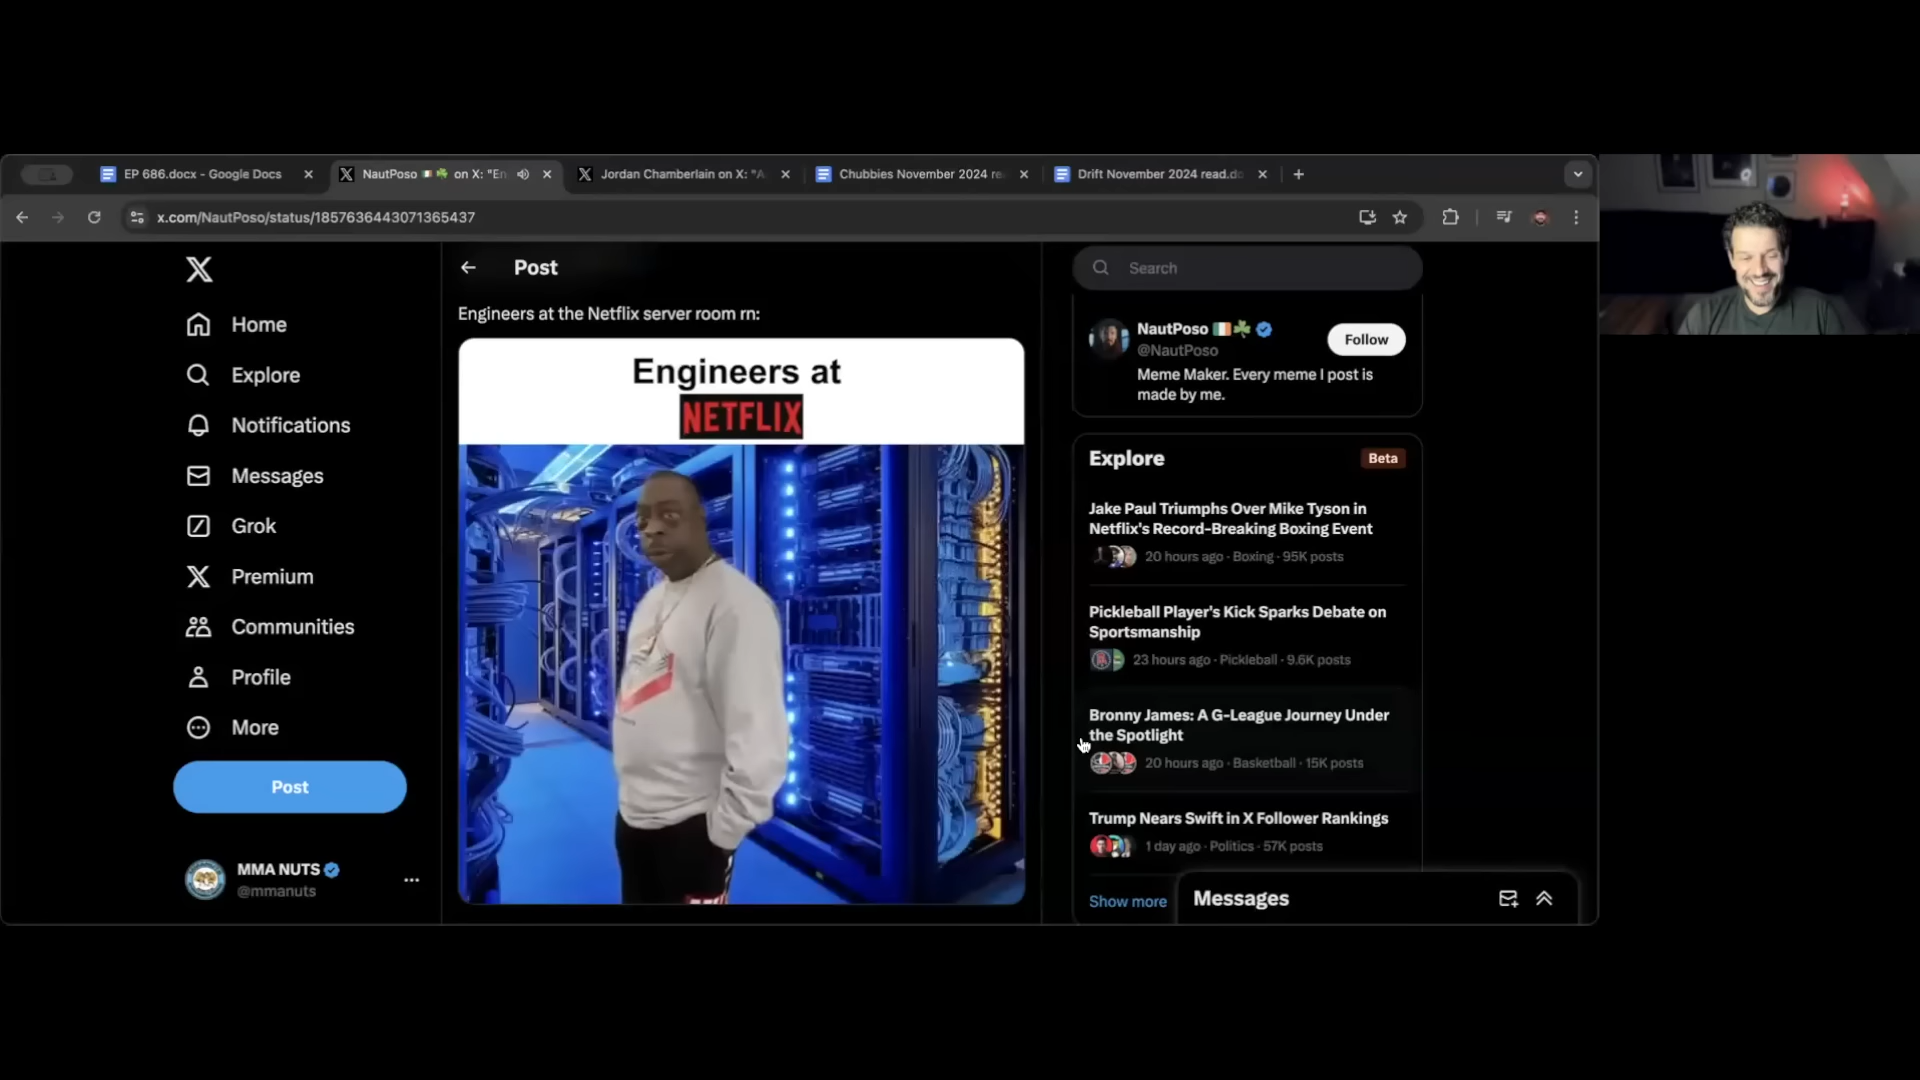 EP 686.docx - Google Docs
NautPoso 🇮🇪☘️ on X: "En
Jordan Chamberlain on X: "A
Chubbies November 2024 re
Drift November 2024 read.do
x.com/NautPoso/status/1857636443071365437
Home
Explore
Notifications
Messages
Grok
Premium
Communities
Profile
More
Post
MMA NUTS
@mmanuts
Post
Engineers at the Netflix server room rn:
Engineers at
NETFLIX
Search
NautPoso 🇮🇪☘️
@NautPoso
Follow
Meme Maker. Every meme I post is
made by me.
Explore
Beta
Jake Paul Triumphs Over Mike Tyson in
Netflix's Record-Breaking Boxing Event
20 hours ago · Boxing · 95K posts
Pickleball Player's Kick Sparks Debate on
Sportsmanship
23 hours ago · Pickleball · 9.6K posts
Bronny James: A G-League Journey Under
the Spotlight
20 hours ago · Basketball · 15K posts
Trump Nears Swift in X Follower Rankings
1 day ago · Politics · 57K posts
Show more
Messages